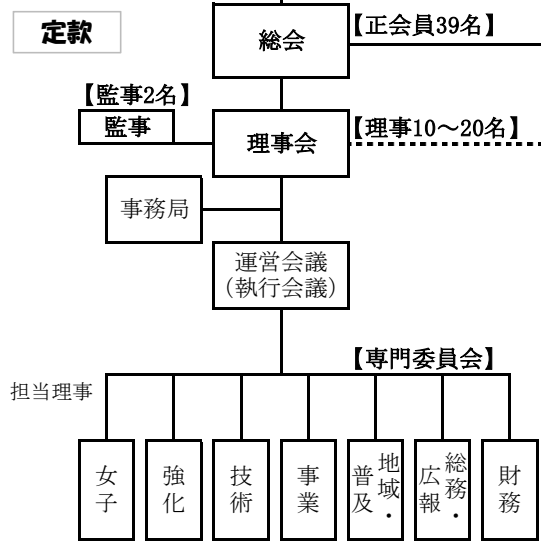 定款
総会
【正会員39名】
【監事2名】
監事
理事会
【理事10～20名】
事務局
運営会議
（執行会議）
【専門委員会】
担当理事
女子
強化
技術
事業
地域・
普及
総務・
広報
財務